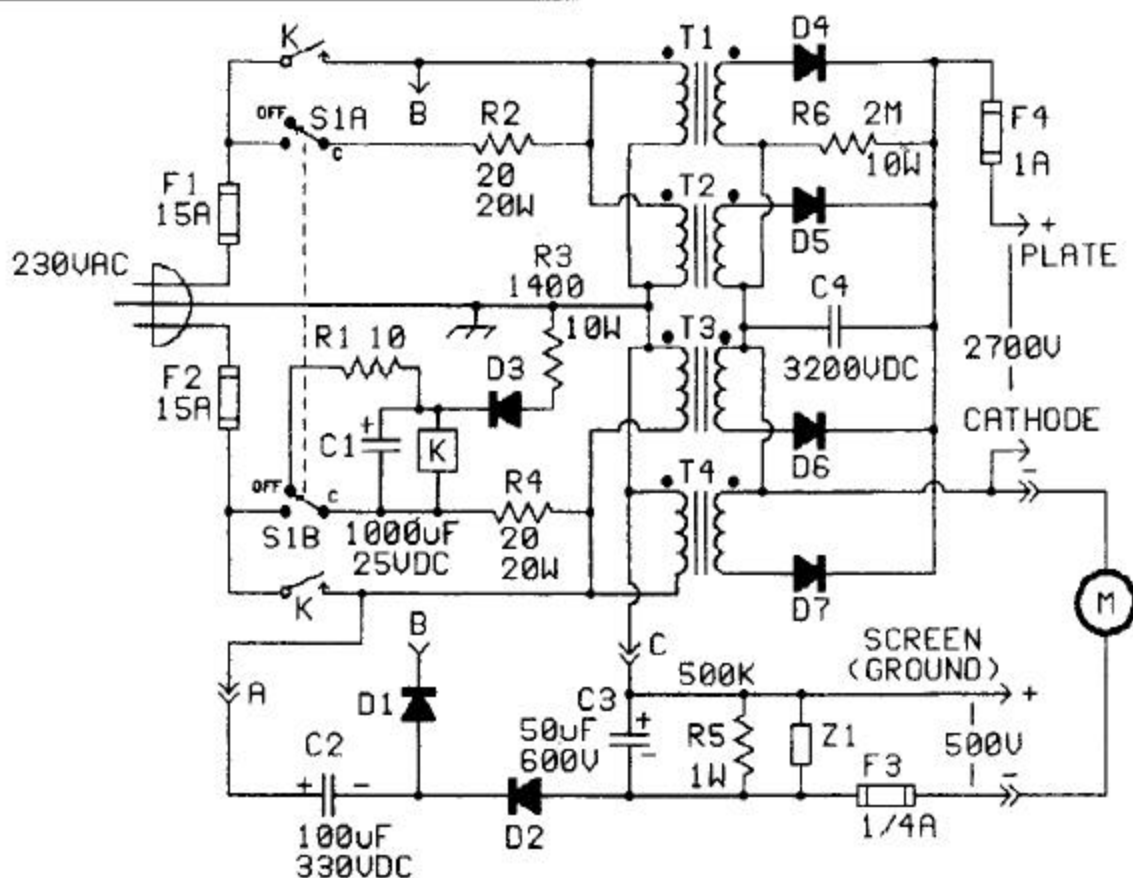 K
T1
D4
OFF
S1A
B
R2
R6
2M
F4
C
10W
1A
F1
15A
20
20W
T2
+
230VAC
R3
1400
D5
PLATE
C4
10W
T3
R1 10
2700V
F2
15A
D3
3200VDC
CATHODE
+
C1
K
D6
T4
-
OFF
C
R4
S1B
1000uF
25VDC
20
20W
K
D7
M
B
C
SCREEN
(GROUND)
A
500K
+
D1
C3
+
50uF
600V
-
R5
1W
Z1
500V
C2
F3
+
-
-
D2
1/4A
100uF
330VDC